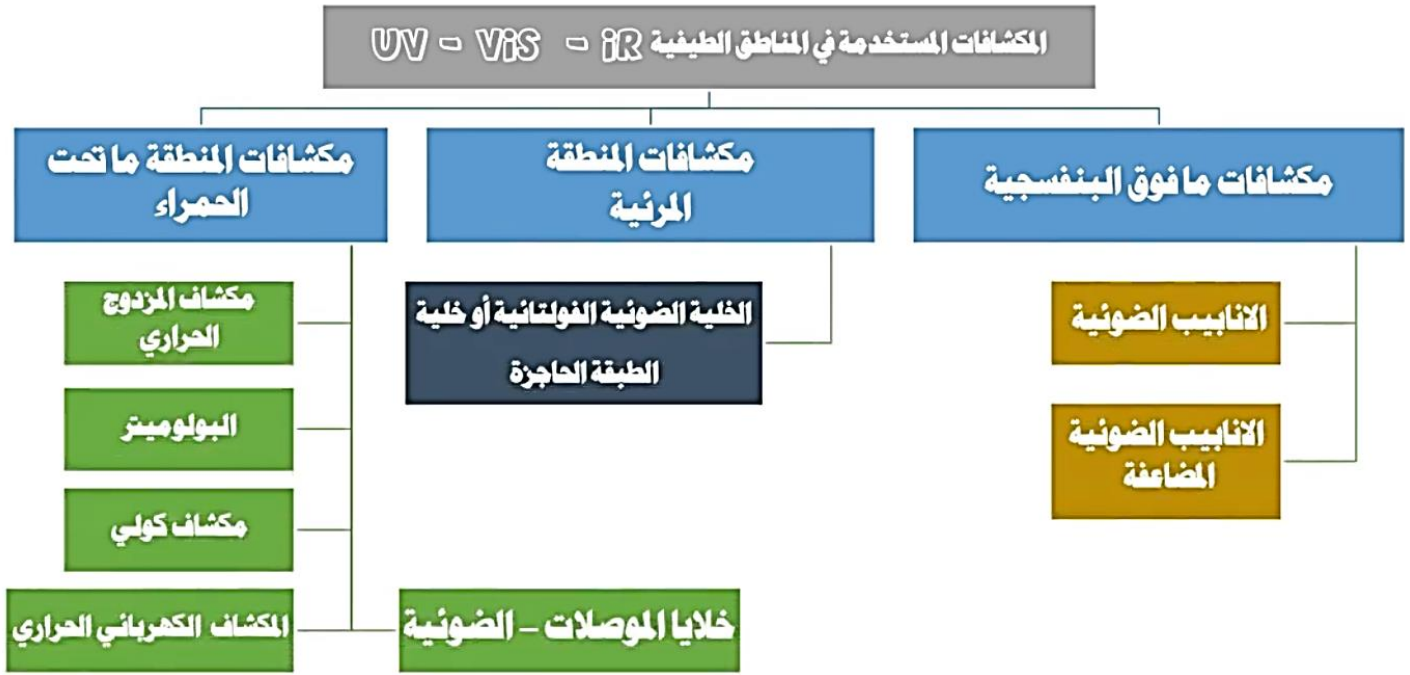 المكشافات المستخدمة في المناطق الطيفية UV - ViS - iR
مكشافات ما فوق البنفسجية
الانابيب الضوئية
الانابيب الضوئية
المضاعفة
مكشافات المنطقة
المرئية
الخلية الضوئية الفولتائية أو خلية
الطبقة الحاجزة
مكشافات المنطقة ما تحت
الحمراء
مكشاف المزدوج
الحراري
البولوميتر
مكشاف كولي
المكشاف الكهربائي الحراري
خلايا الموصلات – الضوئية